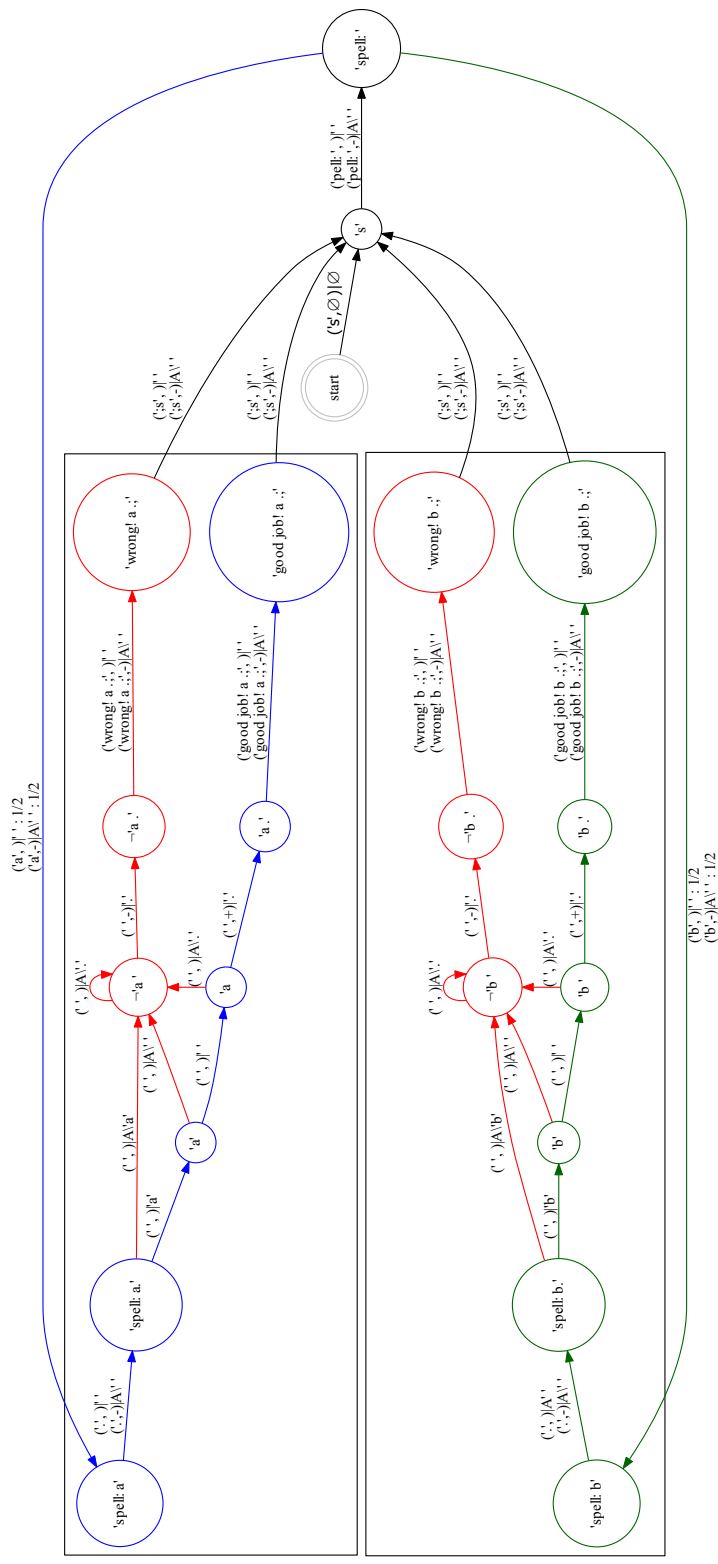 'spell: '
('pell: ', )|' '
('pell: ',-)|A\' '
's'
('s',∅)|∅
start
(';s', )|' '
(';s',-)|A\' '
(';s', )|' '
(';s',-)|A\' '
(';s', )|' '
(';s',-)|A\' '
(';s', )|' '
(';s',-)|A\' '
'wrong! a .;'
'good job! a .;'
'wrong! b .;'
'good job! b .;'
('wrong! a .;', )|' '
('wrong! a .;',-)|A\' '
('good job! a .;', )|' '
('good job! a .;',-)|A\' '
('wrong! b .;', )|' '
('wrong! b .;',-)|A\' '
('good job! b .;', )|' '
('good job! b .;',-)|A\' '
('a', )|' ' : 1/2
('a',-)|A\' ' : 1/2
('b', )|' ' : 1/2
('b',-)|A\' ' : 1/2
¬'a .'
'a .'
¬'b .'
'b .'
(' ',-)|'.'
(' ',+)|'.'
(' ',-)|'.'
(' ',+)|'.'
(' ', )|A\'.'
¬'a '
(' ', )|A\'.'
'a
(' ', )|A\'.'
¬'b '
(' ', )|A\'.'
'b '
(' ', )|A\'a'
(' ', )|A\' '
(' ', )|' '
(' ', )|A\'b'
(' ', )|A\' '
(' ', )|' '
'a'
'b'
(' ', )|'a'
(' ', )|'b'
'spell: a.'
'spell: b.'
('.', )|' '
('.',-)|A\' '
('.', )|A' '
('.',-)|A\' '
'spell: a'
'spell: b'